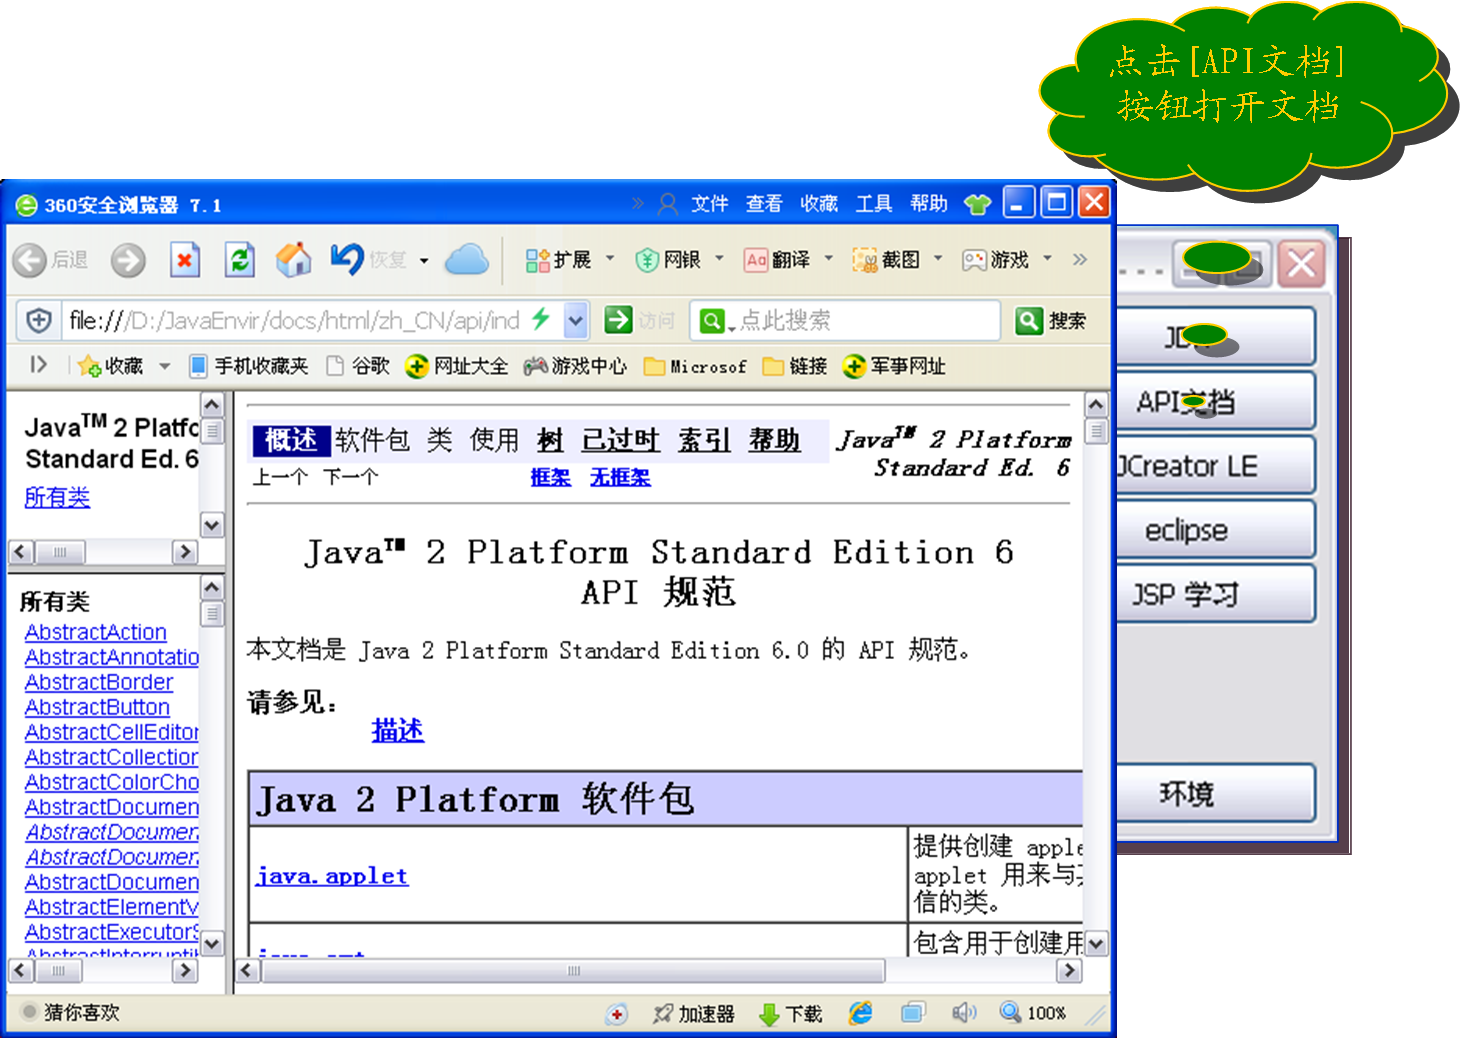 点击[API文档]
按钮打开文档
360安全浏览器 7.1
» 文件 查看 收藏 工具 帮助
后退 恢复 扩展 网银 Aa 翻译 截图 游戏 »
file:///D:/JavaEnvir/docs/html/zh_CN/api/ind 访问 点此搜索 搜索
收藏 手机收藏夹 谷歌 网址大全 游戏中心 Microsof 链接 军事网址
Java™ 2 Platfo
Standard Ed. 6
所有类
所有类
AbstractAction
AbstractAnnotatio
AbstractBorder
AbstractButton
AbstractCellEditor
AbstractCollection
AbstractColorCho
AbstractDocumen
AbstractDocumen
AbstractDocumen
AbstractDocumen
AbstractElementV
AbstractExecutorS
AbstractInterruptil
概述 软件包 类 使用 树 已过时 索引 帮助
Java™ 2 Platform
Standard Ed. 6
上一个 下一个 框架 无框架
Java™ 2 Platform Standard Edition 6
API 规范
本文档是 Java 2 Platform Standard Edition 6.0 的 API 规范。
请参见：
描述
Java 2 Platform 软件包
java.applet
提供创建 apple
applet 用来与其
信的类。
java.awt
包含用于创建用
猜你喜欢
加速器 下载 100%
...
API文档
JCreator LE
eclipse
JSP 学习
环境